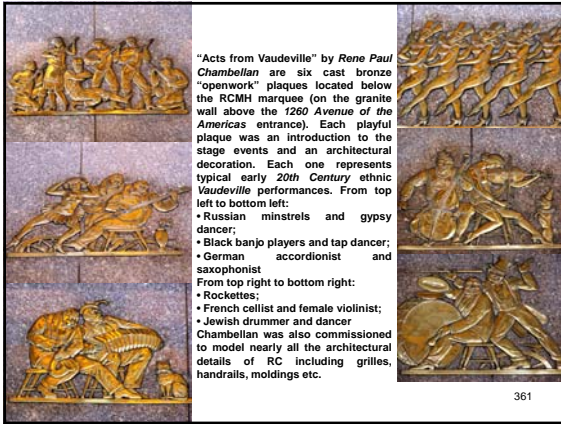 “Acts from Vaudeville” by Rene Paul
Chambellan are six cast bronze
“openwork” plaques located below
the RCMH marquee (on the granite
wall above the 1260 Avenue of the
Americas entrance). Each playful
plaque was an introduction to the
stage events and an architectural
decoration. Each one represents
typical early 20th Century ethnic
Vaudeville performances. From top
left to bottom left:
• Russian minstrels and gypsy
dancer;
• Black banjo players and tap dancer;
• German accordionist and
saxophonist
From top right to bottom right:
• Rockettes;
• French cellist and female violinist;
• Jewish drummer and dancer
Chambellan was also commissioned
to model nearly all the architectural
details of RC including grilles,
handrails, moldings etc.
361